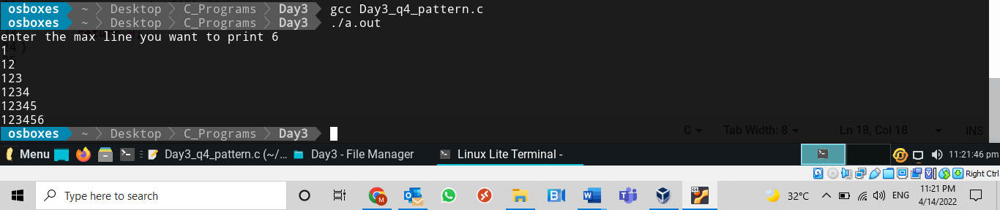 osboxes ~ Desktop C_Programs Day3 gcc Day3_q4_pattern.c
osboxes ~ Desktop C_Programs Day3 ./a.out
enter the max line you want to print 6
1
12
123
1234
12345
123456
osboxes ~ Desktop C_Programs Day3
C Tab Width: 8 Ln 18, Col 18 INS
Menu Day3_q4_pattern.c (~/... Day3 - File Manager Linux Lite Terminal - 11:21:46 pm
Right Ctrl
Type here to search 32°C ENG 11:21 PM
4/14/2022